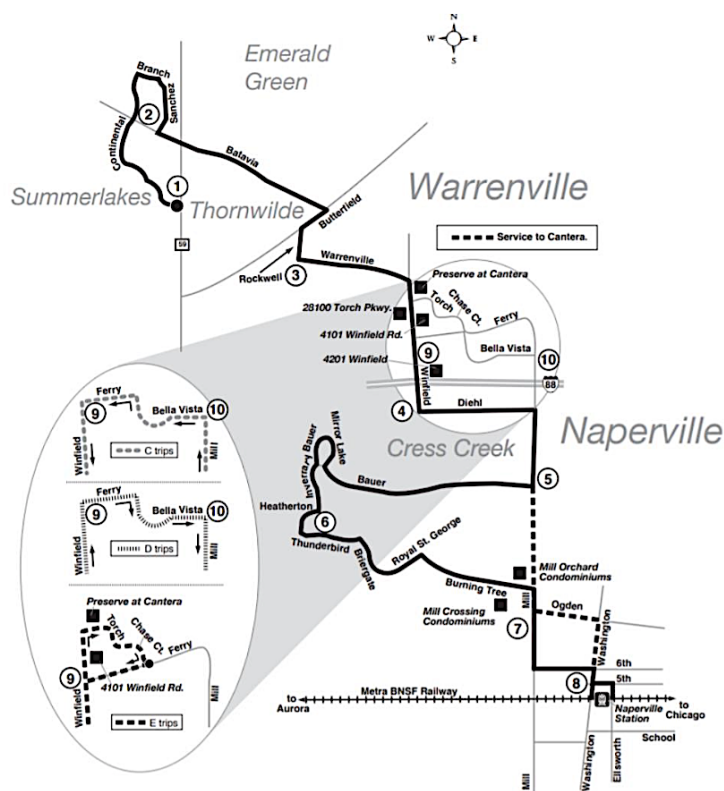 N
W E
S
Emerald
Green
Branch
Sanchez
2
Continental
Batavia
1
Summerlakes
Thornwilde
Butterfield
59
Rockwell
3
Warrenville
Warrenville
Service to Cantera.
Preserve at Cantera
Torch
Chase Ct.
28100 Torch Pkwy.
Ferry
4101 Winfield Rd.
Bella Vista
9
10
4201 Winfield
Winfield
88
4
Diehl
Cress Creek
Naperville
5
Mirror Lake
Bauer
Inverrary
Bauer
Heatherton
6
Thunderbird
Briergate
Royal St. George
Burning Tree
Mill Orchard
Condominiums
Mill
Mill Crossing
Condominiums
7
Ogden
Washington
6th
8
5th
to
Aurora
Metra BNSF Railway
Naperville
Station
to
Chicago
School
Mill
Washington
Ellsworth
Ferry
9
Bella Vista
10
Winfield
C trips
Mill
Ferry
9
Bella Vista
10
Winfield
D trips
Mill
Preserve at Cantera
Torch
Chase Ct.
Ferry
9
4101 Winfield Rd.
Winfield
Mill
E trips